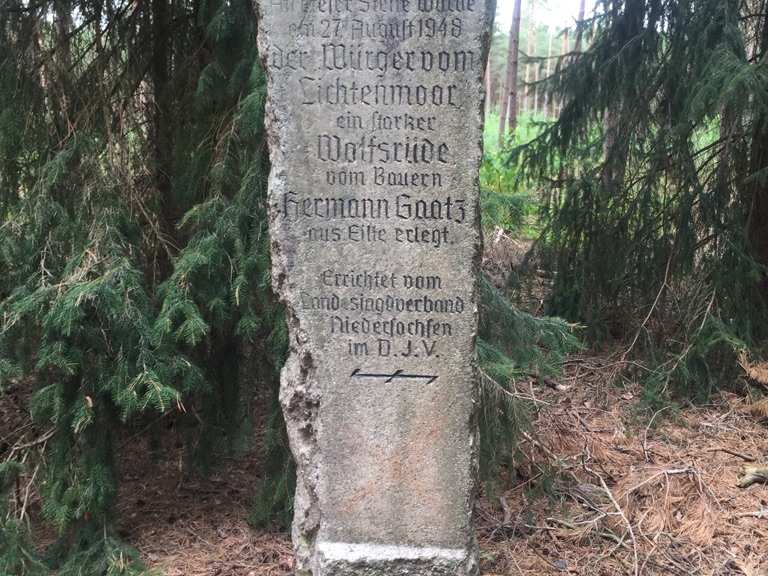 An dieser Stelle wurde
am 27. August 1948
der Würger vom
Lichtenmoor,
ein starker
Wolfsrüde
vom Bauern
Hermann Gaatz
aus Eilte erlegt.
Errichtet vom
Landesjagdverband
Niedersachsen
im D.J.V.